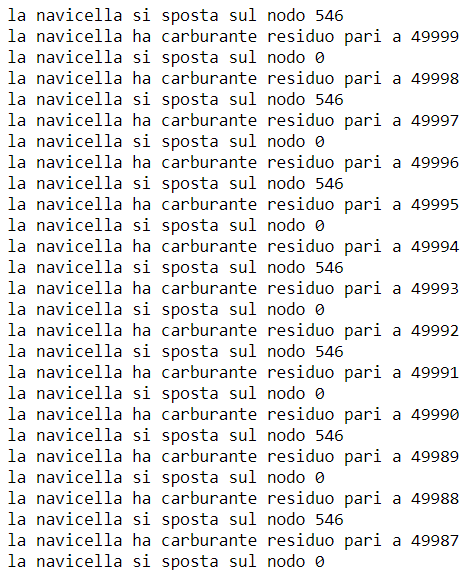 la navicella si sposta sul nodo 546
la navicella ha carburante residuo pari a 49999
la navicella si sposta sul nodo 0
la navicella ha carburante residuo pari a 49998
la navicella si sposta sul nodo 546
la navicella ha carburante residuo pari a 49997
la navicella si sposta sul nodo 0
la navicella ha carburante residuo pari a 49996
la navicella si sposta sul nodo 546
la navicella ha carburante residuo pari a 49995
la navicella si sposta sul nodo 0
la navicella ha carburante residuo pari a 49994
la navicella si sposta sul nodo 546
la navicella ha carburante residuo pari a 49993
la navicella si sposta sul nodo 0
la navicella ha carburante residuo pari a 49992
la navicella si sposta sul nodo 546
la navicella ha carburante residuo pari a 49991
la navicella si sposta sul nodo 0
la navicella ha carburante residuo pari a 49990
la navicella si sposta sul nodo 546
la navicella ha carburante residuo pari a 49989
la navicella si sposta sul nodo 0
la navicella ha carburante residuo pari a 49988
la navicella si sposta sul nodo 546
la navicella ha carburante residuo pari a 49987
la navicella si sposta sul nodo 0